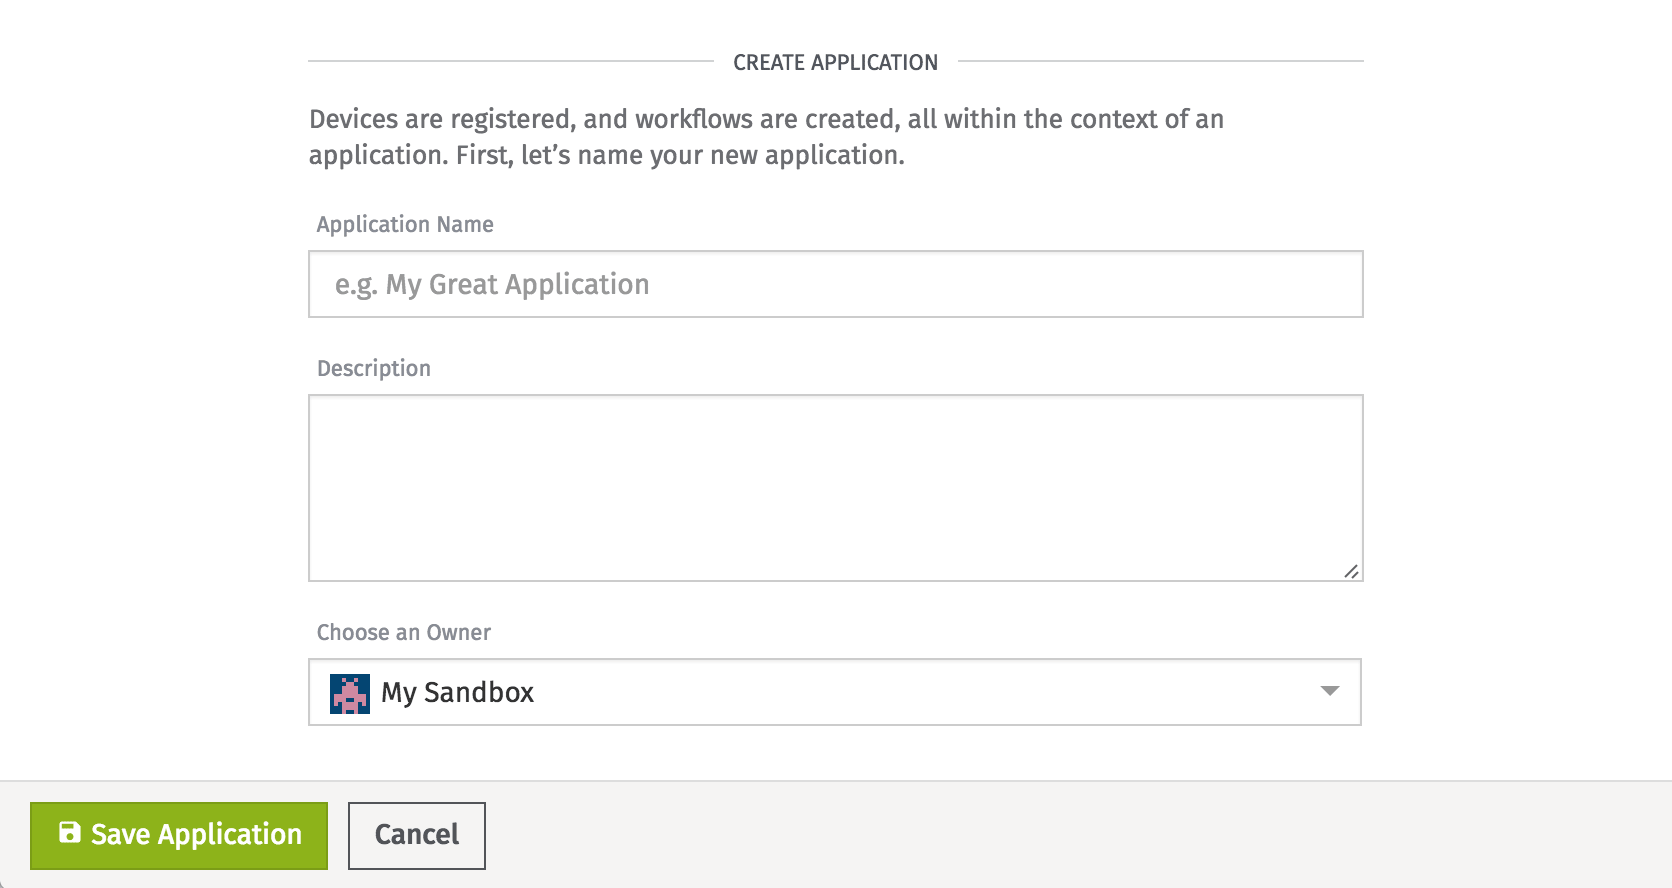 CREATE APPLICATION
Devices are registered, and workflows are created, all within the context of an
application. First, let’s name your new application.
Application Name
e.g. My Great Application
Description
Choose an Owner
My Sandbox
Save Application
Cancel